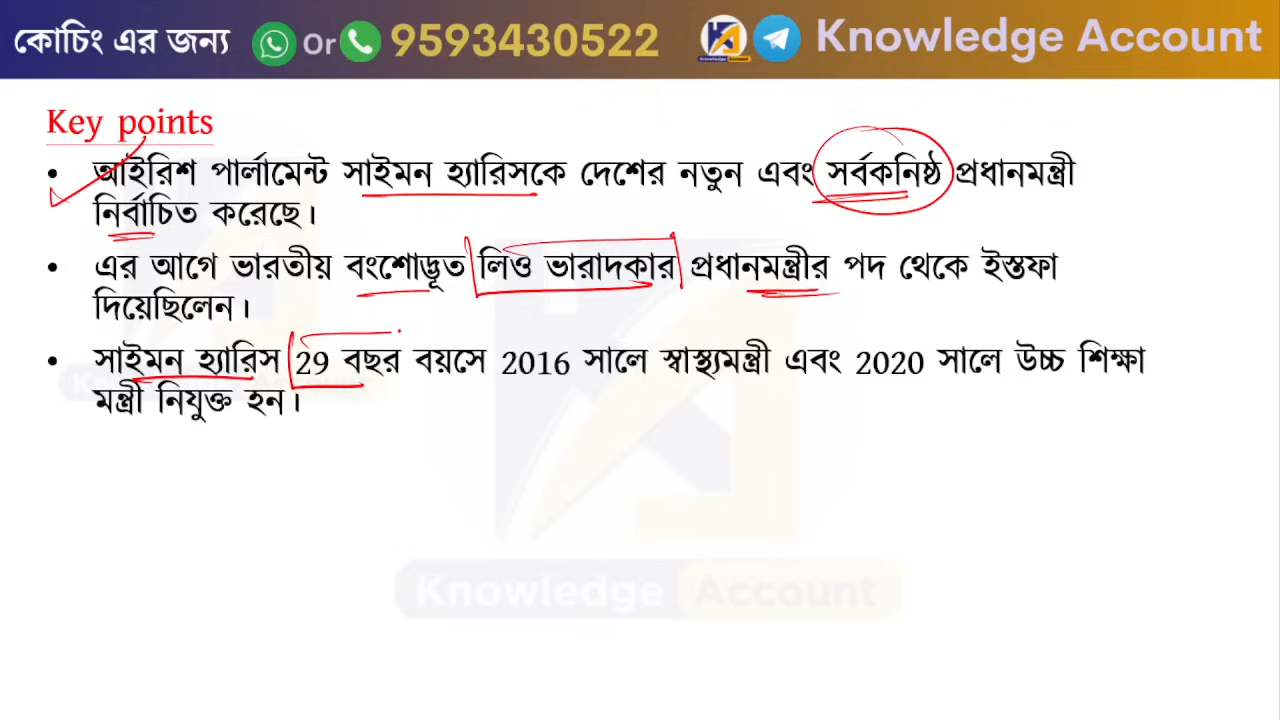 কোচিং এর জন্য Or 9593430522 Knowledge Account
Key points
• আইরিশ পার্লামেন্ট সাইমন হ্যারিসকে দেশের নতুন এবং সর্বকনিষ্ঠ প্রধানমন্ত্রী
নির্বাচিত করেছে।
• এর আগে ভারতীয় বংশোদ্ভূত লিও ভারাদকার প্রধানমন্ত্রীর পদ থেকে ইস্তফা
দিয়েছিলেন।
• সাইমন হ্যারিস 29 বছর বয়সে 2016 সালে স্বাস্থ্যমন্ত্রী এবং 2020 সালে উচ্চ শিক্ষা
মন্ত্রী নিযুক্ত হন।
Knowledge Account